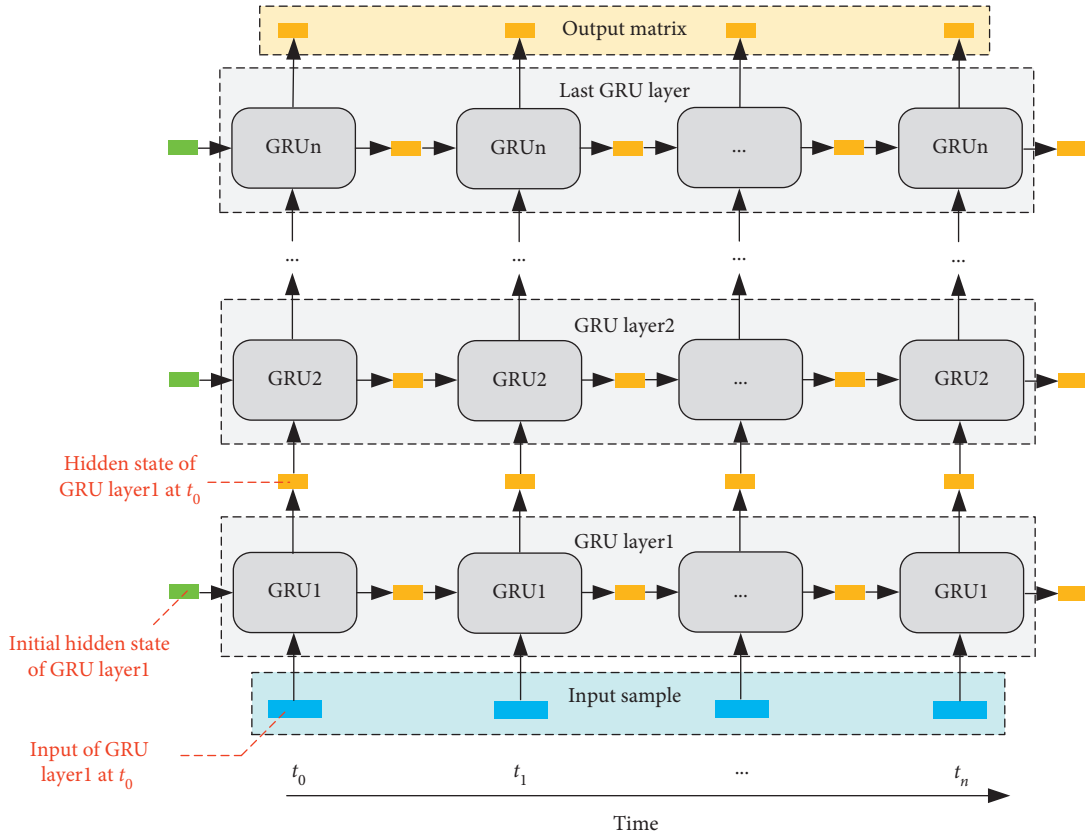 Output matrix
Last GRU layer
GRUn
GRUn
...
GRUn
...
...
...
...
GRU layer2
GRU2
GRU2
...
GRU2
Hidden state of
GRU layer1 at t0
GRU layer1
GRU1
GRU1
...
GRU1
Initial hidden state
of GRU layer1
Input sample
Input of GRU
layer1 at t0
t0
t1
...
tn
Time